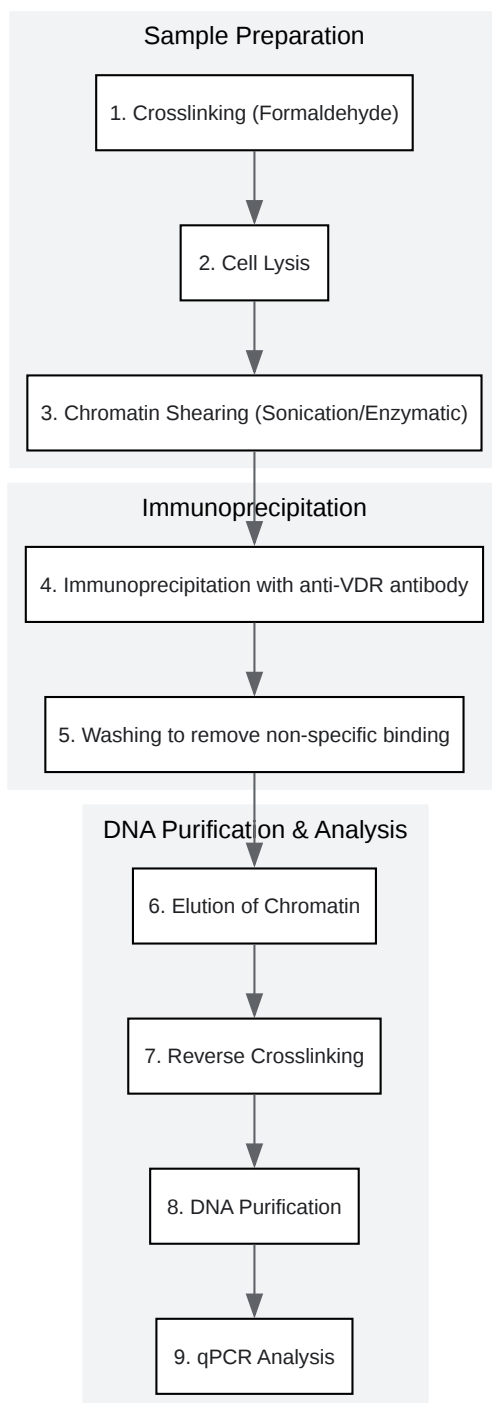 Sample Preparation
1. Crosslinking (Formaldehyde)
2. Cell Lysis
3. Chromatin Shearing (Sonication/Enzymatic)
Immunoprecipitation
4. Immunoprecipitation with anti-VDR antibody
5. Washing to remove non-specific binding
DNA Purification & Analysis
6. Elution of Chromatin
7. Reverse Crosslinking
8. DNA Purification
9. qPCR Analysis